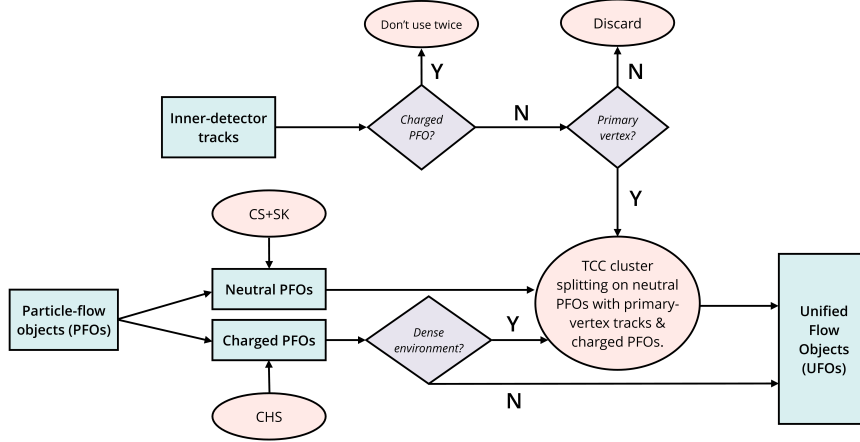 Don't use twice
Discard
Y
N
Inner-detector
tracks
Charged
PFO?
N
Primary
vertex?
Y
CS+SK
Neutral PFOs
Particle-flow
objects (PFOs)
Charged PFOs
Dense
environment?
Y
TCC cluster
splitting on neutral
PFOs with primary-
vertex tracks &
charged PFOs.
Unified
Flow
Objects
(UFOs)
CHS
N